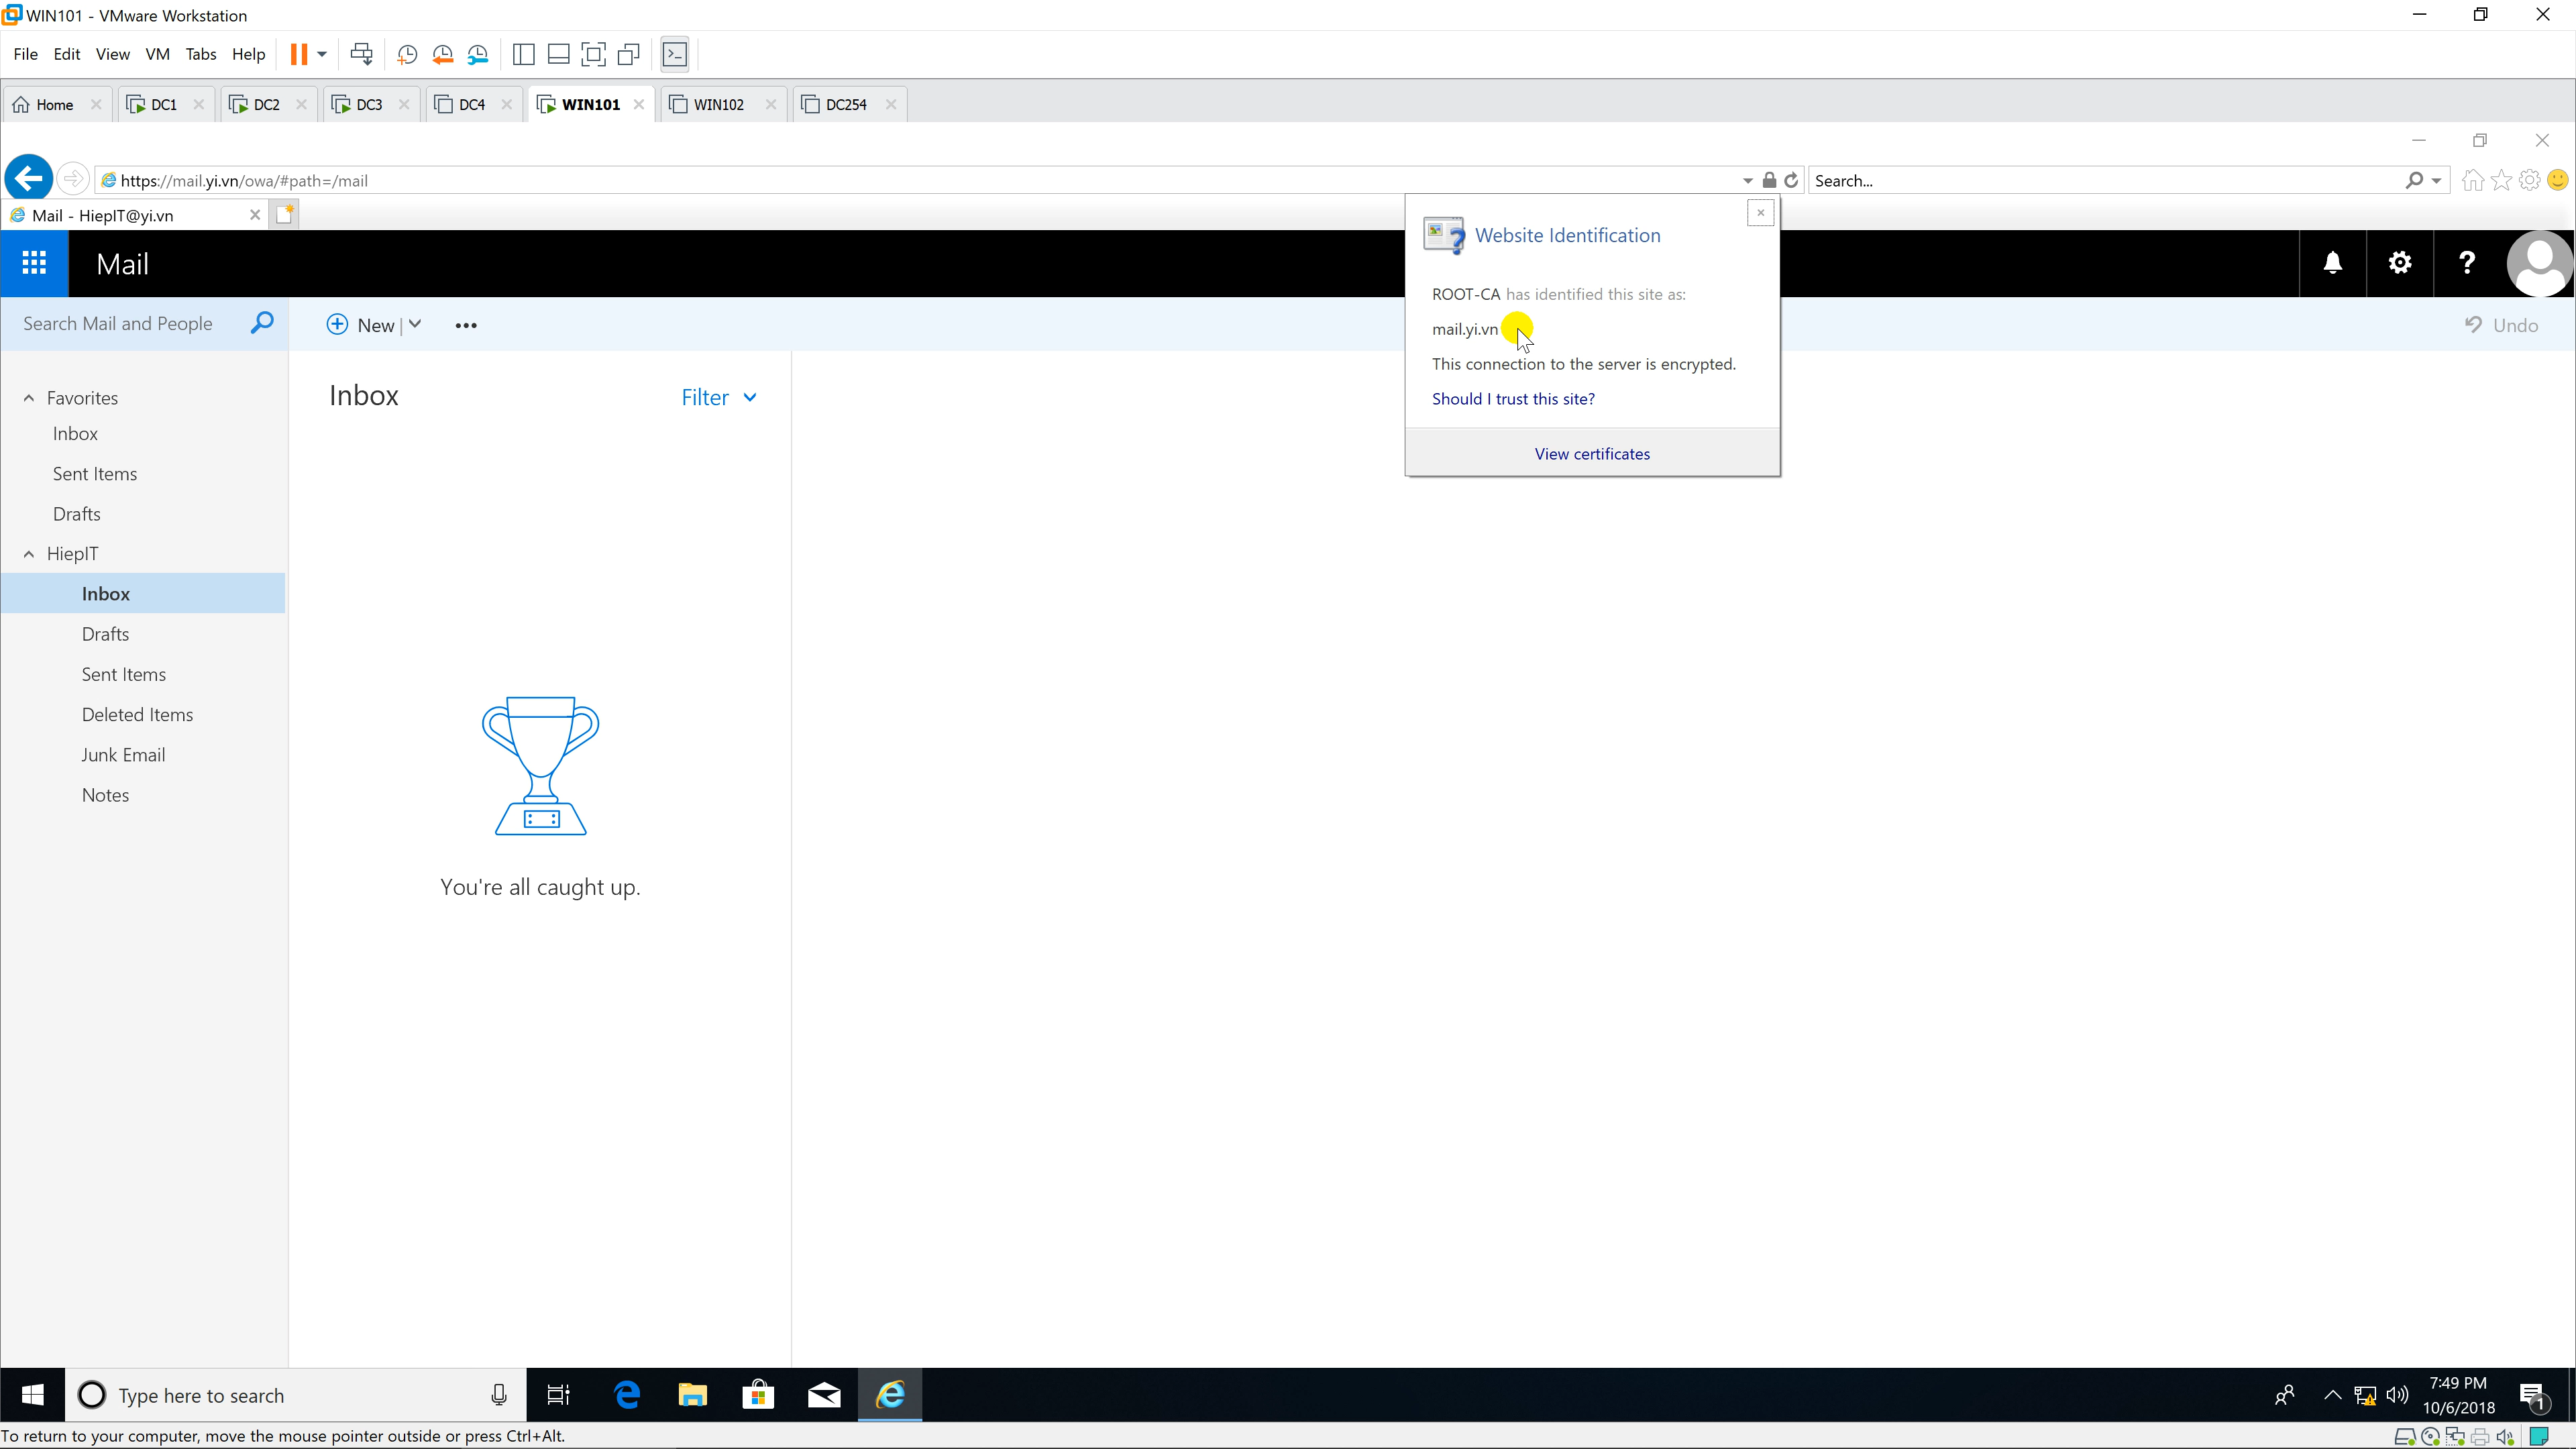 WIN101 - VMware Workstation
File Edit View VM Tabs Help
Home DC1 DC2 DC3 DC4 WIN101 WIN102 DC254
https://mail.yi.vn/owa/#path=/mail
Search...
Mail - HiepIT@yi.vn
Mail
Website Identification
ROOT-CA has identified this site as:
mail.yi.vn
This connection to the server is encrypted.
Should I trust this site?
View certificates
Search Mail and People
New
Undo
Inbox
Filter
Favorites
Inbox
Sent Items
Drafts
HiepIT
Inbox
Drafts
Sent Items
Deleted Items
Junk Email
Notes
You're all caught up.
Type here to search
7:49 PM
10/6/2018
1
To return to your computer, move the mouse pointer outside or press Ctrl+Alt.